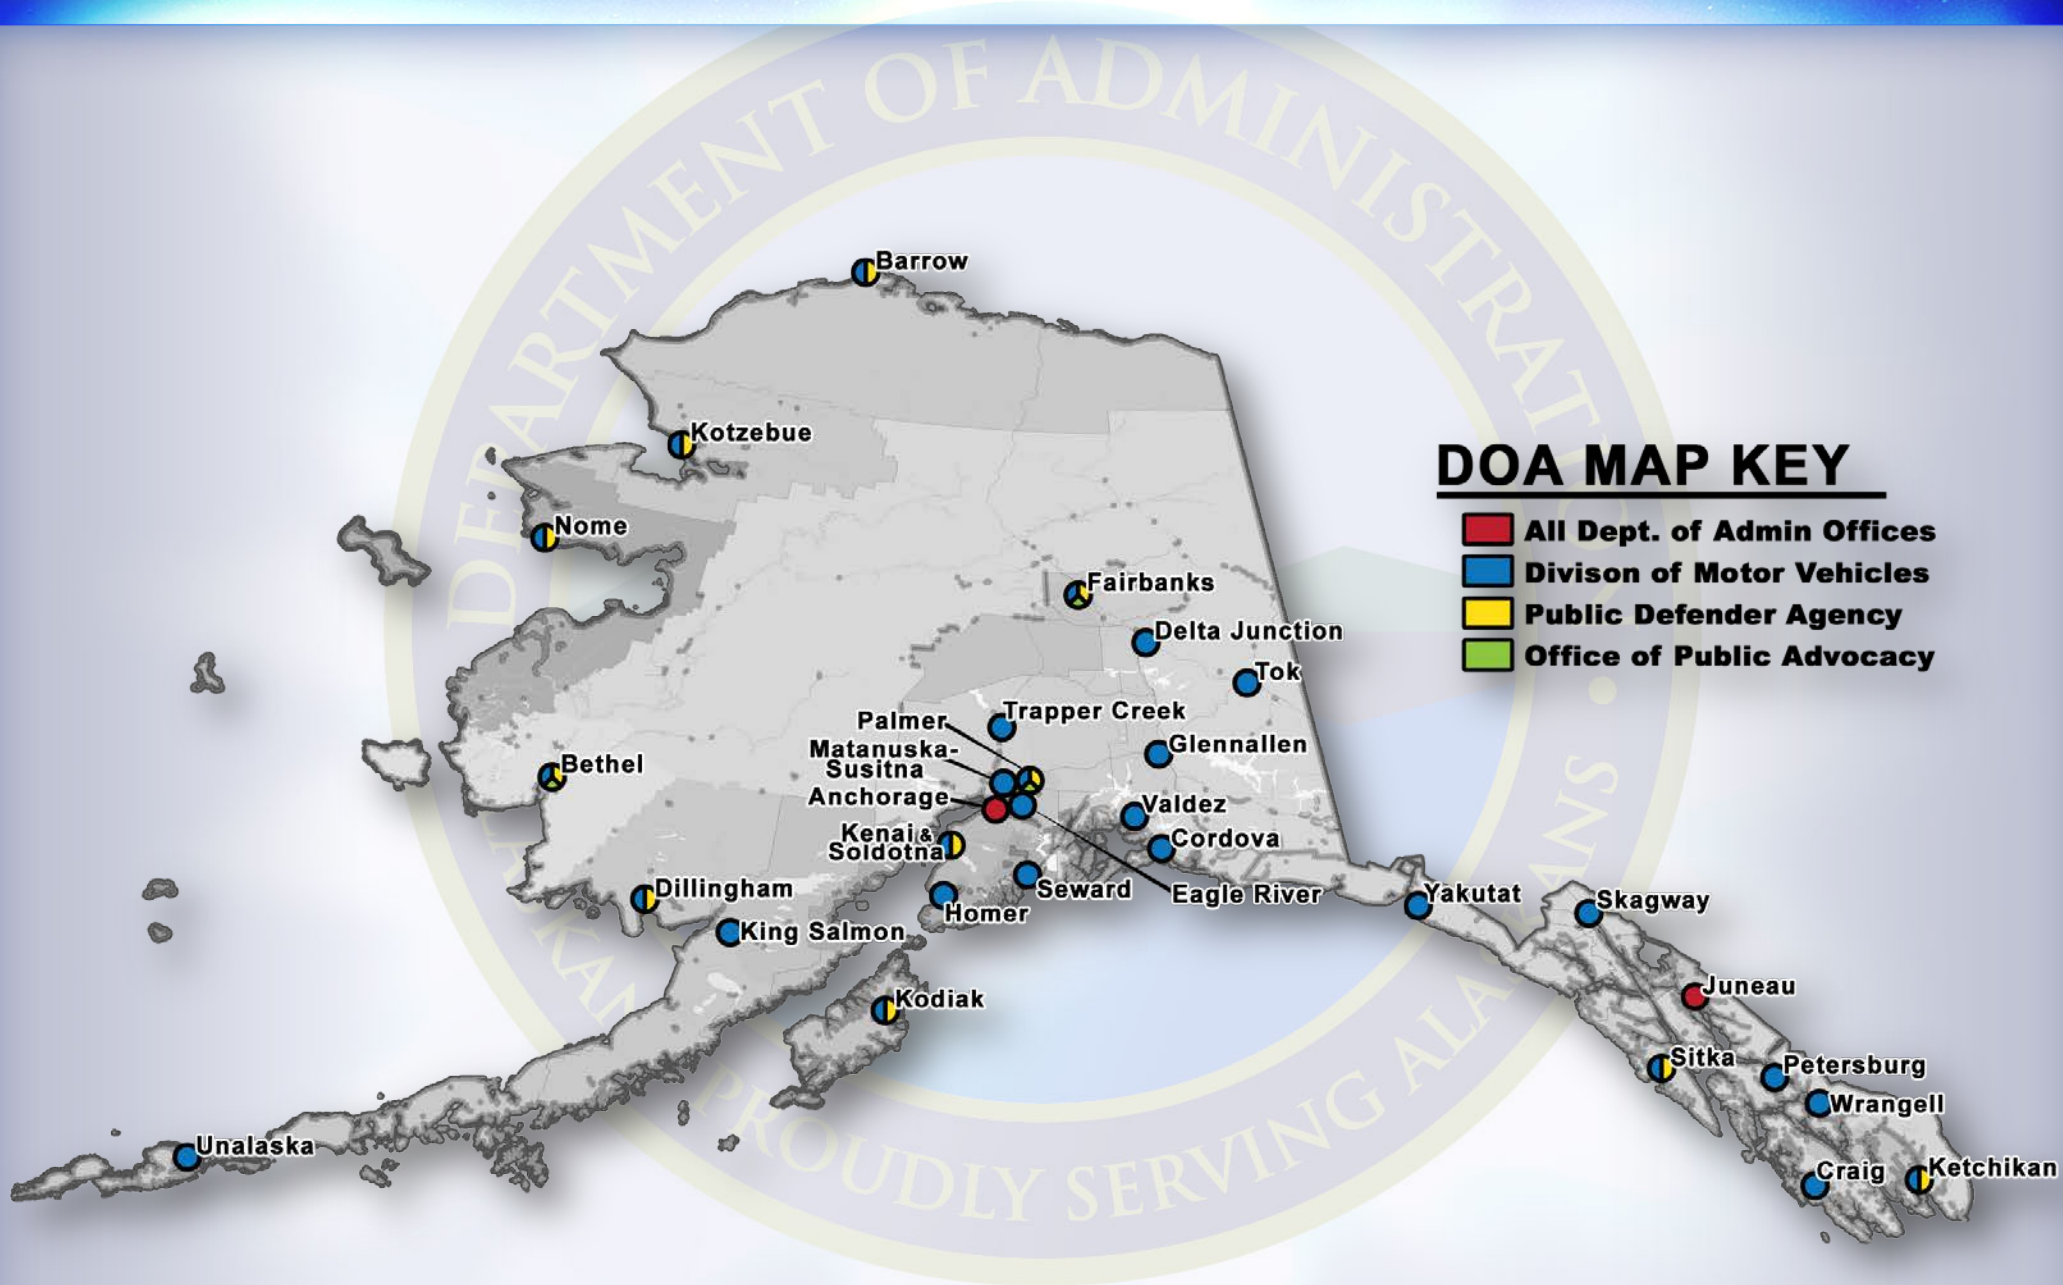 DEPARTMENT OF ADMINISTRATION
Barrow
Kotzebue
DOA MAP KEY
All Dept. of Admin Offices
Divison of Motor Vehicles
Public Defender Agency
Office of Public Advocacy
Nome
Fairbanks
Delta Junction
Tok
Trapper Creek
Palmer
Glennallen
Matanuska-
Susitna
Bethel
Anchorage
Valdez
Kenai &
Soldotna
Cordova
Dillingham
Seward
Eagle River
Homer
King Salmon
Yakutat
Skagway
Kodiak
Juneau
Sitka
Petersburg
Wrangell
Unalaska
Craig
Ketchikan
PROUDLY SERVING ALASKANS